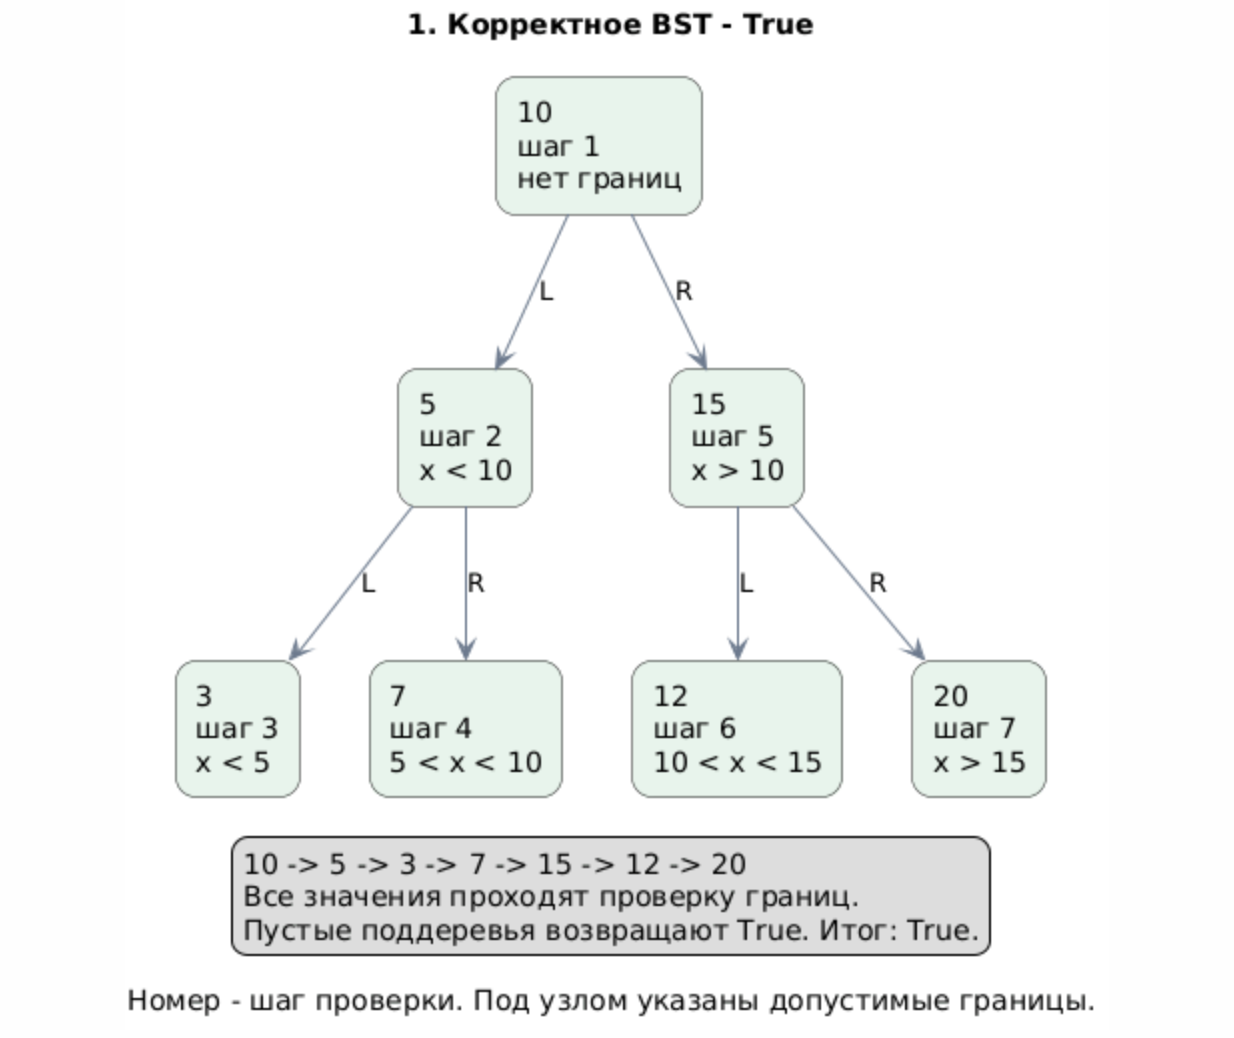 1. Корректное BST - True
10
шаг 1
нет границ
L
R
5
шаг 2
x < 10
15
шаг 5
x > 10
L
R
L
R
3
шаг 3
x < 5
7
шаг 4
5 < x < 10
12
шаг 6
10 < x < 15
20
шаг 7
x > 15
10 -> 5 -> 3 -> 7 -> 15 -> 12 -> 20
Все значения проходят проверку границ.
Пустые поддеревья возвращают True. Итог: True.
Номер - шаг проверки. Под узлом указаны допустимые границы.